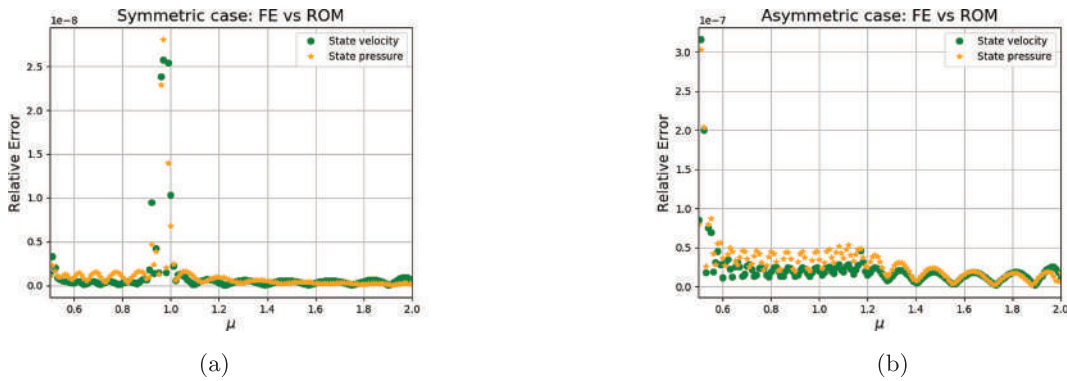 Symmetric case: FE vs ROM
1e−8
State velocity
State pressure
2.5
2.0
1.5
1.0
0.5
0.0
Relative Error
0.6 0.8 1.0 1.2 1.4 1.6 1.8 2.0
μ
(a)
Asymmetric case: FE vs ROM
1e−7
State velocity
State pressure
3.0
2.5
2.0
1.5
1.0
0.5
0.0
Relative Error
0.6 0.8 1.0 1.2 1.4 1.6 1.8 2.0
μ
(b)